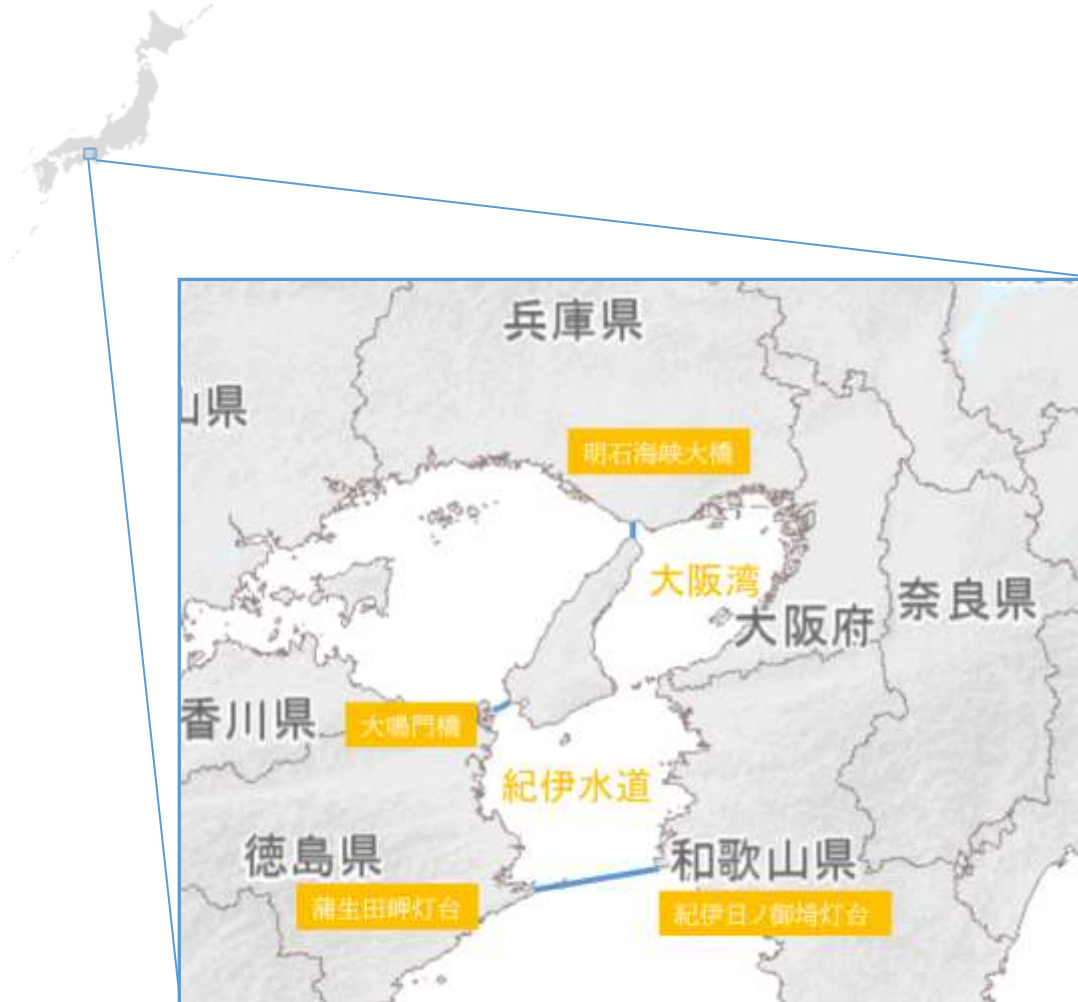 兵庫県
山県
明石海峡大橋
大阪湾
奈良県
大阪府
香川県
大鳴門橋
紀伊水道
徳島県
和歌山県
蒲生田岬灯台
紀伊日ノ御埼灯台